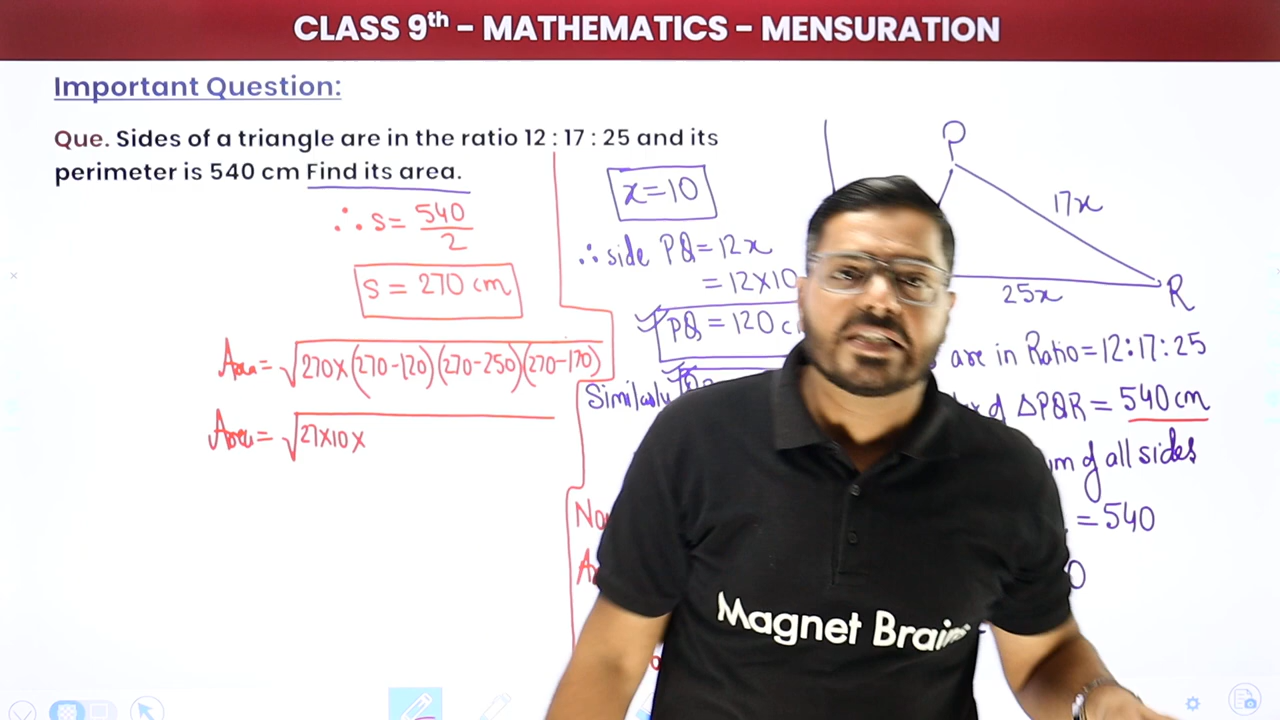 CLASS 9th - MATHEMATICS - MENSURATION
Important Question:
Que. Sides of a triangle are in the ratio 12 : 17 : 25 and its
perimeter is 540 cm Find its area.
∴ s = 540/2
s = 270 cm
Area = √270×(270-120)(270-250)(270-170)
Area = √27×10×
x=10
∴ side PQ = 12x
= 12×10
PQ = 120
Similarly
P
17x
25x
R
are in Ratio = 12:17:25
of ΔPQR = 540 cm
of all sides
= 540
Magnet Brains